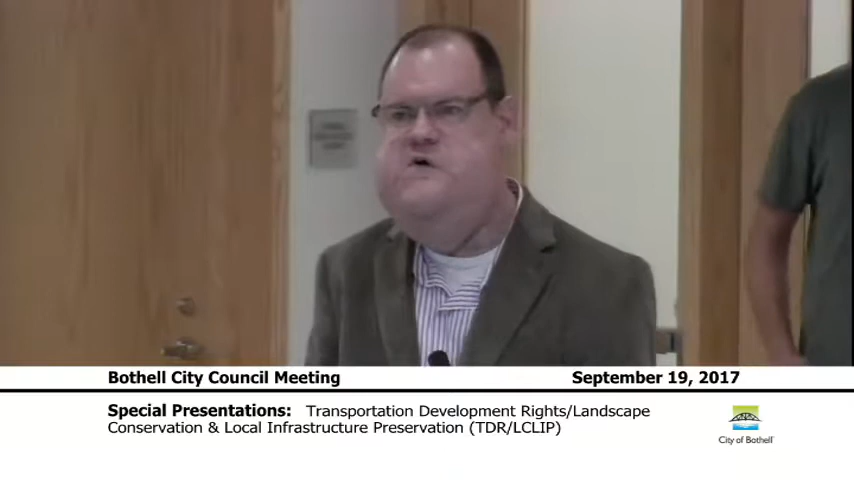 Bothell City Council Meeting
September 19, 2017
Special Presentations: Transportation Development Rights/Landscape
Conservation & Local Infrastructure Preservation (TDR/LCLIP)
City of Bothell